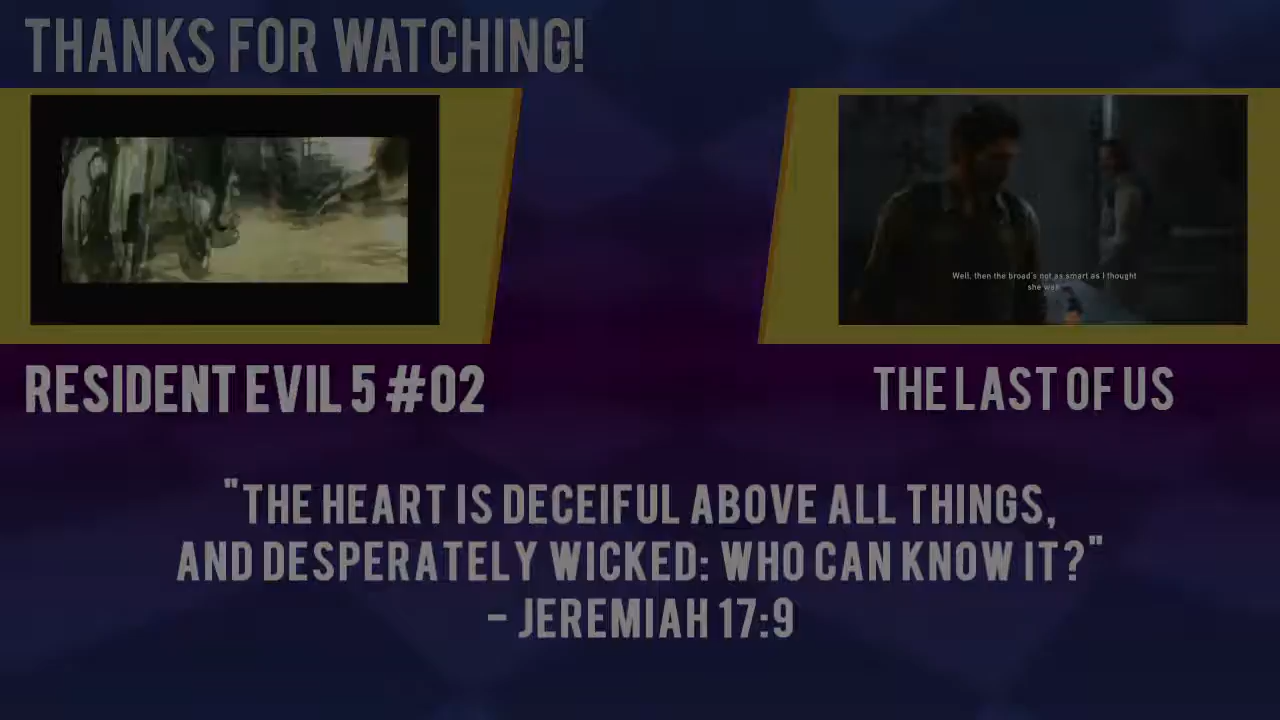 THANKS FOR WATCHING!
Well, then the broad's not as smart as I thought
she was.
RESIDENT EVIL 5 #02
THE LAST OF US
"THE HEART IS DECEIFUL ABOVE ALL THINGS,
AND DESPERATELY WICKED: WHO CAN KNOW IT?"
- JEREMIAH 17:9